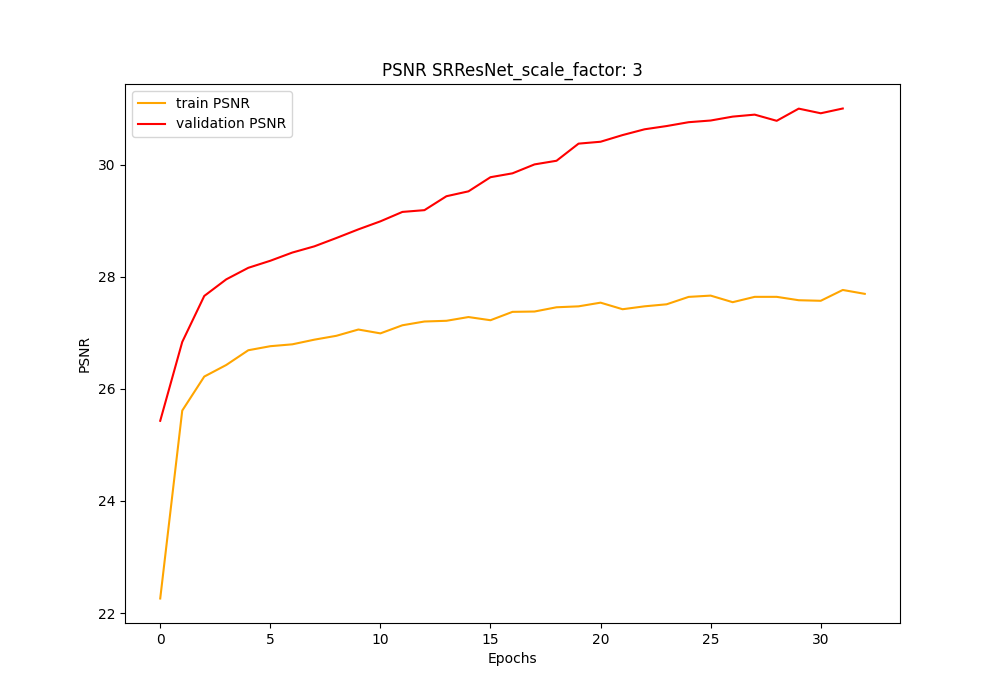 PSNR SRResNet_scale_factor: 3
train PSNR
validation PSNR
PSNR
30
28
26
24
22
0 5 10 15 20 25 30
Epochs